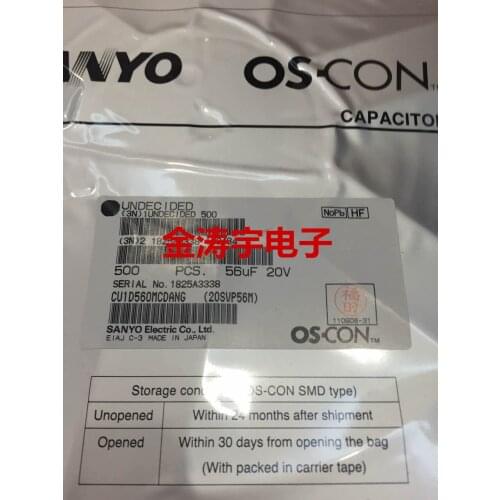 SANYO OS-CON™
CAPACITOR
UNDECIDED
(3N)1UNDECIDED 500
NoPb HF
(3N)2
金涛宇电子
500 PCS. 56uF 20V
SERIAL No. 1825A3338
CU1D560MCDANG (20SVP56M)
SANYO Electric Co., Ltd.
EIAJ C-3 MADE IN JAPAN
OS-CON™
Storage OS-CON SMD type)
Unopened Within 24 months after shipment
Opened Within 30 days from opening the bag
(With packed in carrier tape)